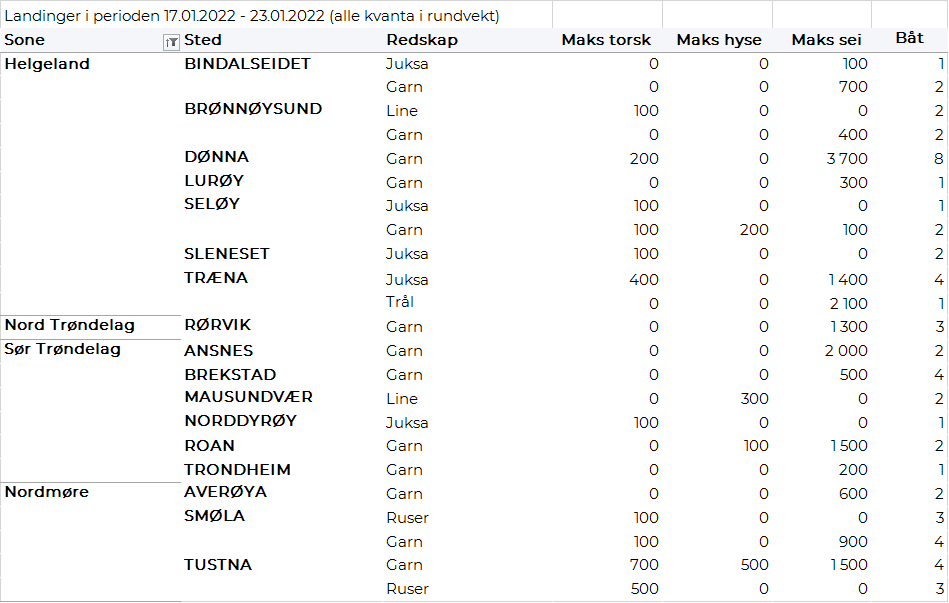 Landinger i perioden 17.01.2022 - 23.01.2022 (alle kvanta i rundvekt)
Sone Sted Redskap Maks torsk Maks hyse Maks sei Båt
Helgeland BINDALSEIDET Juksa 0 0 100 1
Garn 0 0 700 2
BRØNNØYSUND Line 100 0 0 2
Garn 0 0 400 2
DØNNA Garn 200 0 3 700 8
LURØY Garn 0 0 300 1
SELØY Juksa 100 0 0 1
Garn 100 200 100 2
SLENESET Juksa 100 0 0 2
TRÆNA Juksa 400 0 1 400 4
Trål 0 0 2 100 1
Nord Trøndelag RØRVIK Garn 0 0 1 300 3
Sør Trøndelag ANSNES Garn 0 0 2 000 2
BREKSTAD Garn 0 0 500 4
MAUSUNDVÆR Line 0 300 0 2
NORDDYRØY Juksa 100 0 0 1
ROAN Garn 0 100 1 500 2
TRONDHEIM Garn 0 0 200 1
Nordmøre AVERØYA Garn 0 0 600 2
SMØLA Ruser 100 0 0 3
Garn 100 0 900 4
TUSTNA Garn 700 500 1 500 4
Ruser 500 0 0 3